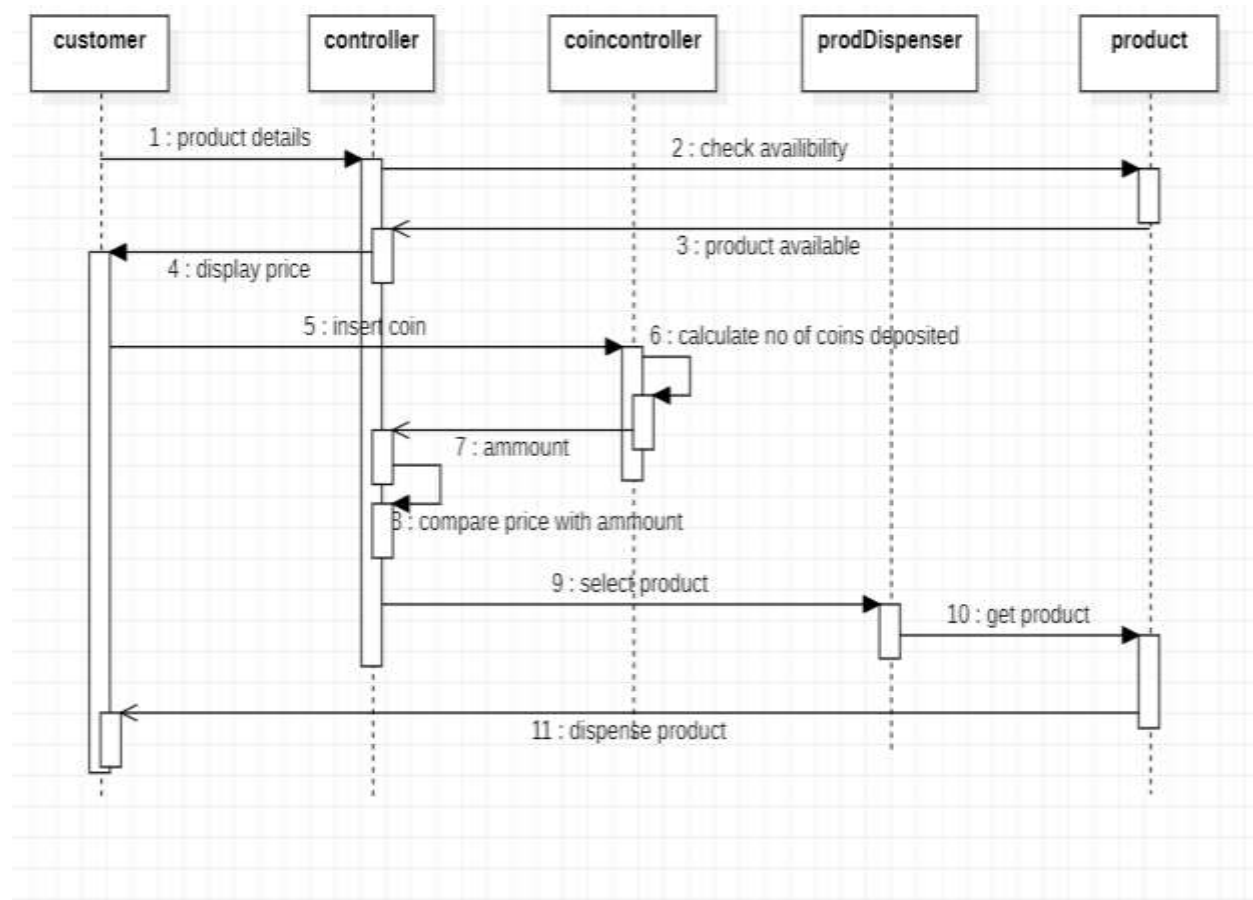 customer
controller
coincontroller
prodDispenser
product
1 : product details
2 : check availibility
3 : product available
4 : display price
5 : insert coin
6 : calculate no of coins deposited
7 : ammount
8 : compare price with ammount
9 : select product
10 : get product
11 : dispense product